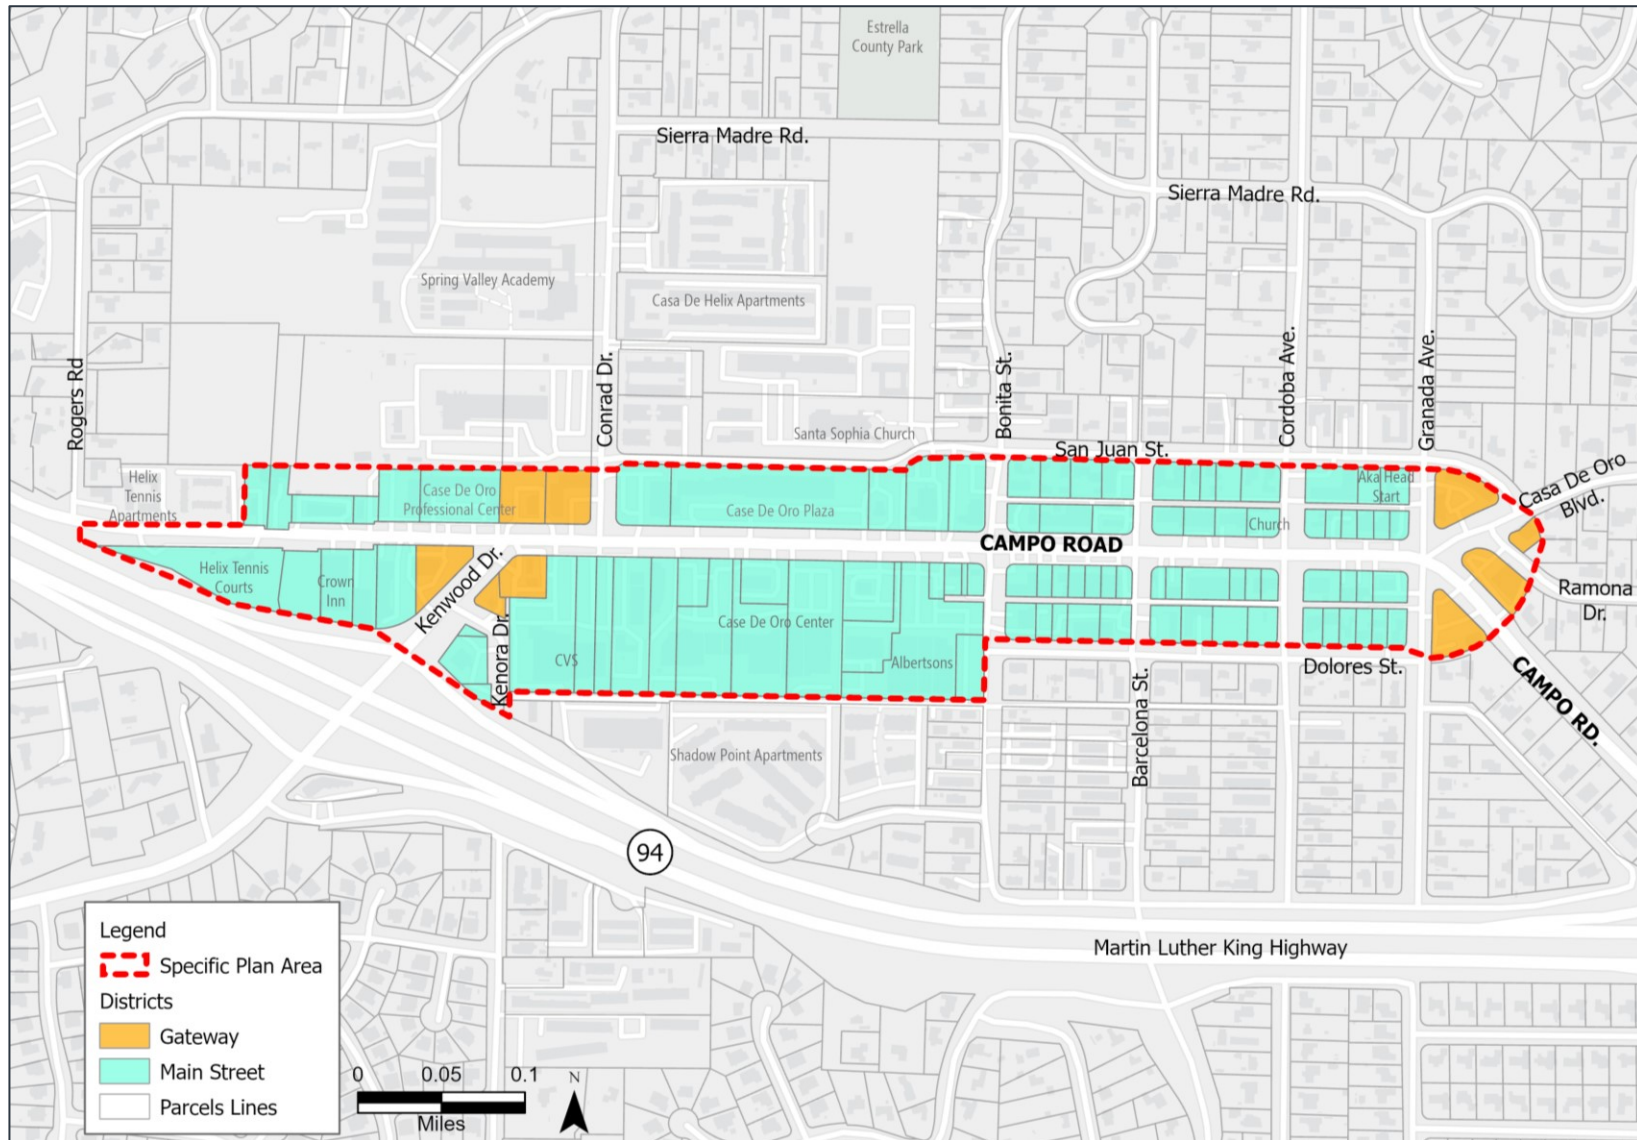 Estrella
County Park
Sierra Madre Rd.
Sierra Madre Rd.
Spring Valley Academy
Casa De Helix Apartments
Rogers Rd
Conrad Dr.
Bonita St.
Cordoba Ave.
Granada Ave.
Santa Sophia Church
San Juan St.
Helix
Tennis
Apartments
Case De Oro
Professional Center
Case De Oro Plaza
Church
Aka Head
Start
Casa De Oro
Blvd.
CAMPO ROAD
Helix Tennis
Courts
Crown
Inn
Kenwood Dr.
Kenora Dr.
CVS
Case De Oro Center
Albertsons
Ramona
Dr.
Dolores St.
CAMPO RD.
Barcelona St.
Shadow Point Apartments
94
Martin Luther King Highway
Legend
Specific Plan Area
Districts
Gateway
Main Street
Parcels Lines
0 0.05 0.1
Miles
N